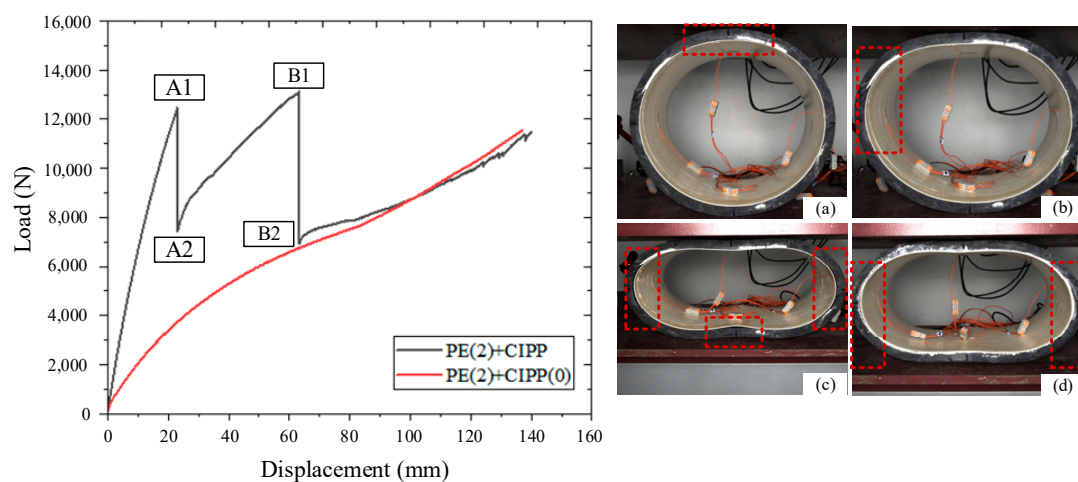 16,000
14,000
12,000
10,000
8,000
6,000
4,000
2,000
0
Load (N)
A1
B1
A2
B2
PE(2)+CIPP
PE(2)+CIPP(0)
0 20 40 60 80 100 120 140 160
Displacement (mm)
(a)
(b)
(c)
(d)